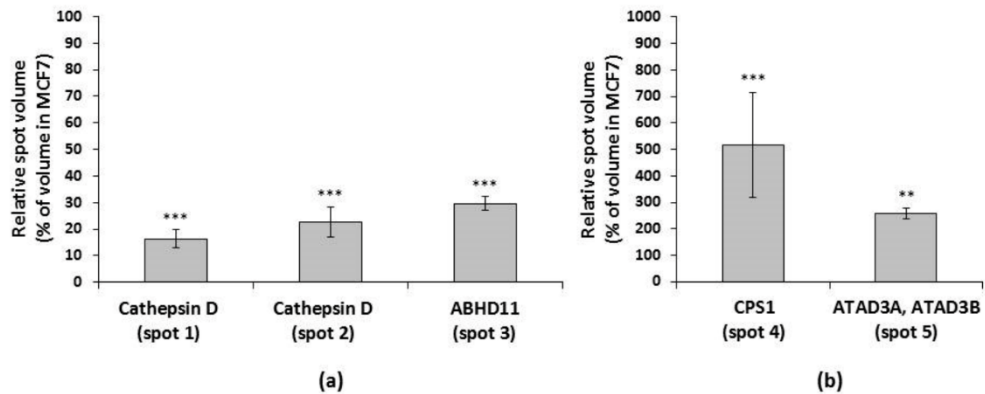 Relative spot volume
(% of volume in MCF7)
100
90
80
70
60
50
40
30
20
10
0
***
***
***
Cathepsin D
(spot 1)
Cathepsin D
(spot 2)
ABHD11
(spot 3)
(a)
Relative spot volume
(% of volume in MCF7)
1000
900
800
700
600
500
400
300
200
100
0
***
**
CPS1
(spot 4)
ATAD3A, ATAD3B
(spot 5)
(b)